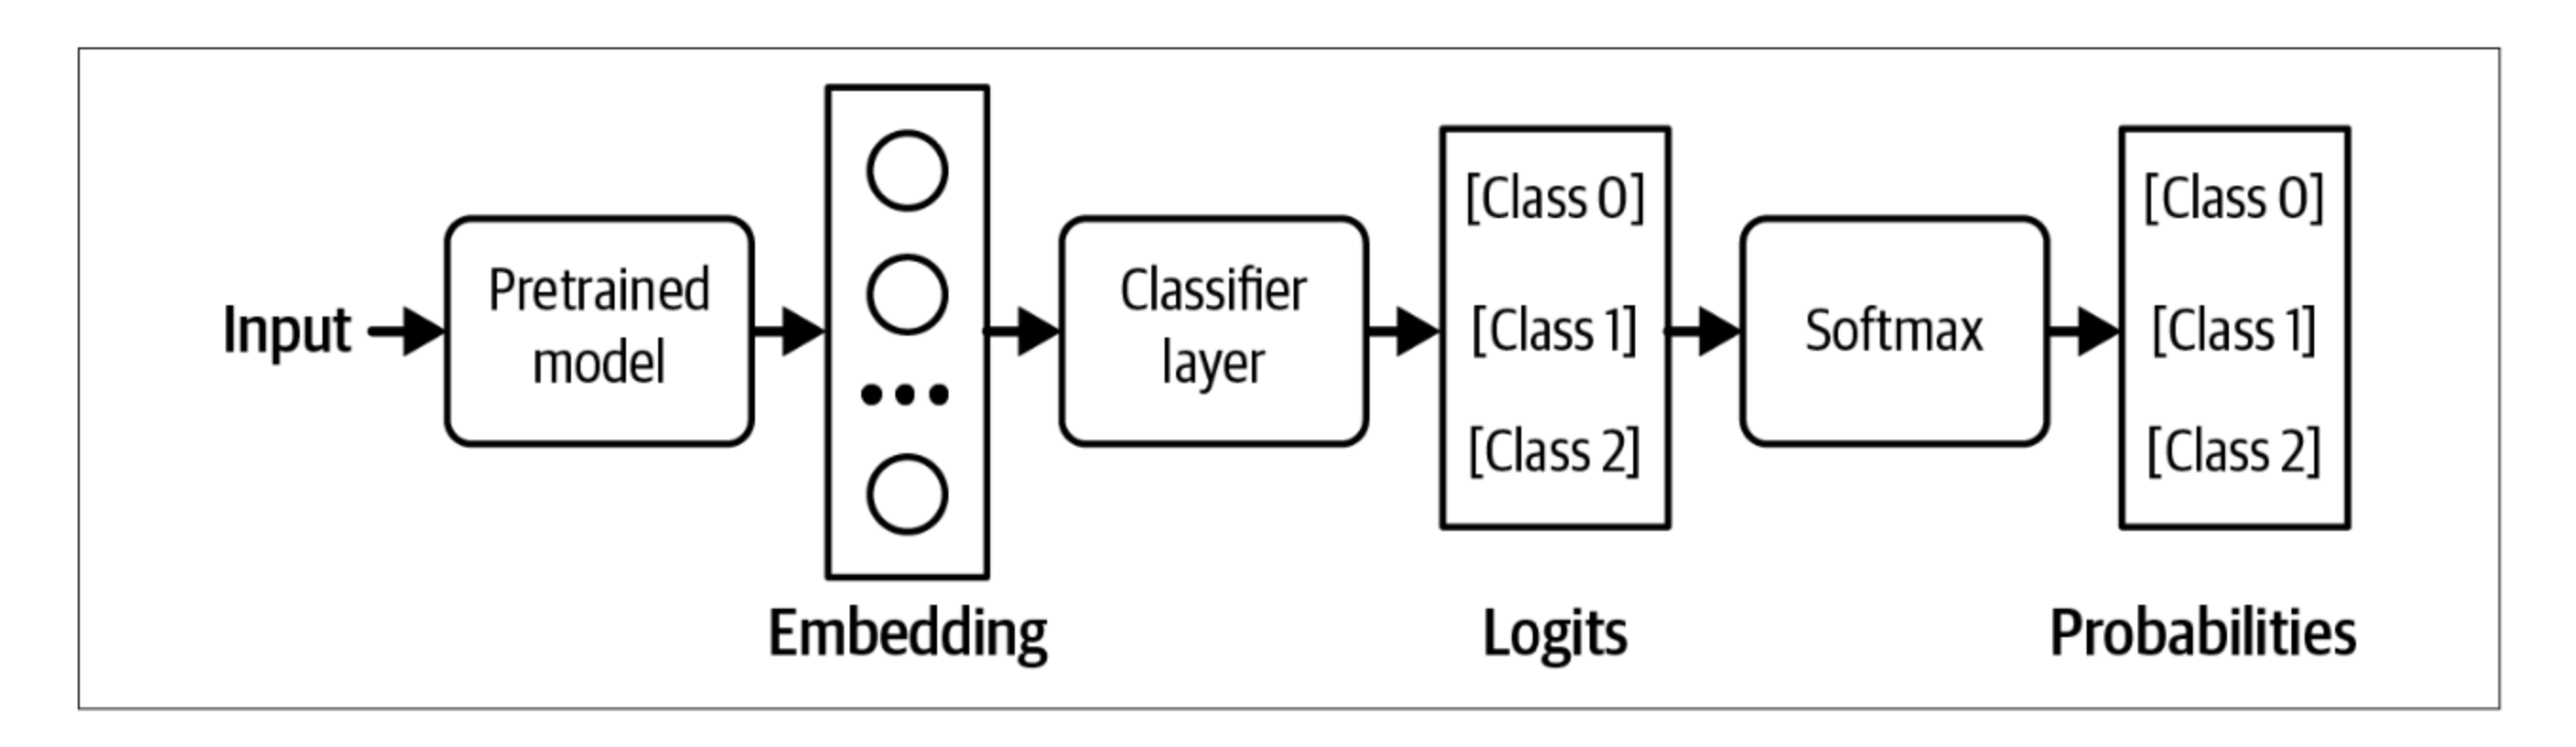 Input
Pretrained
model
Embedding
Classifier
layer
[Class 0]
[Class 1]
[Class 2]
Logits
Softmax
[Class 0]
[Class 1]
[Class 2]
Probabilities